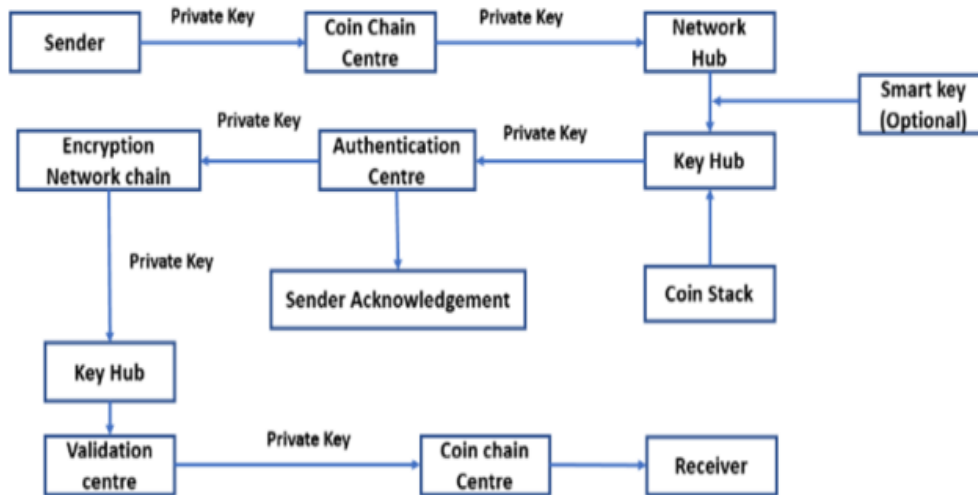 Private Key
Private Key
Sender
Coin Chain
Centre
Network
Hub
Smart key
(Optional)
Private Key
Private Key
Encryption
Network chain
Authentication
Centre
Key Hub
Private Key
Sender Acknowledgement
Coin Stack
Key Hub
Private Key
Validation
centre
Coin chain
Centre
Receiver